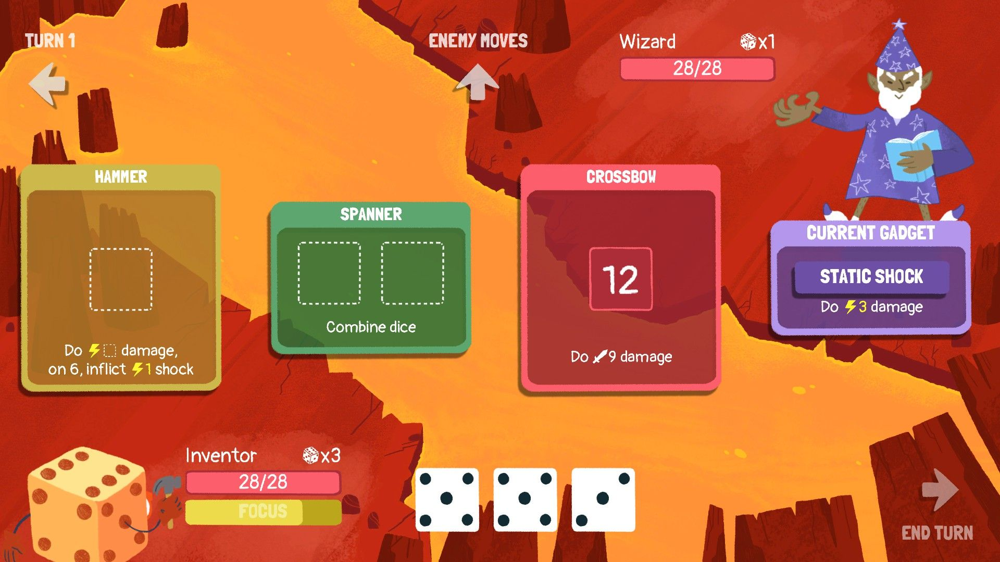 TURN 1
ENEMY MOVES
Wizard
x1
28/28
HAMMER
Do 
damage,
on 6, inflict 1 shock
SPANNER
Combine dice
CROSSBOW
12
Do 9 damage
CURRENT GADGET
STATIC SHOCK
Do 3 damage
Inventor
x3
28/28
FOCUS
END TURN